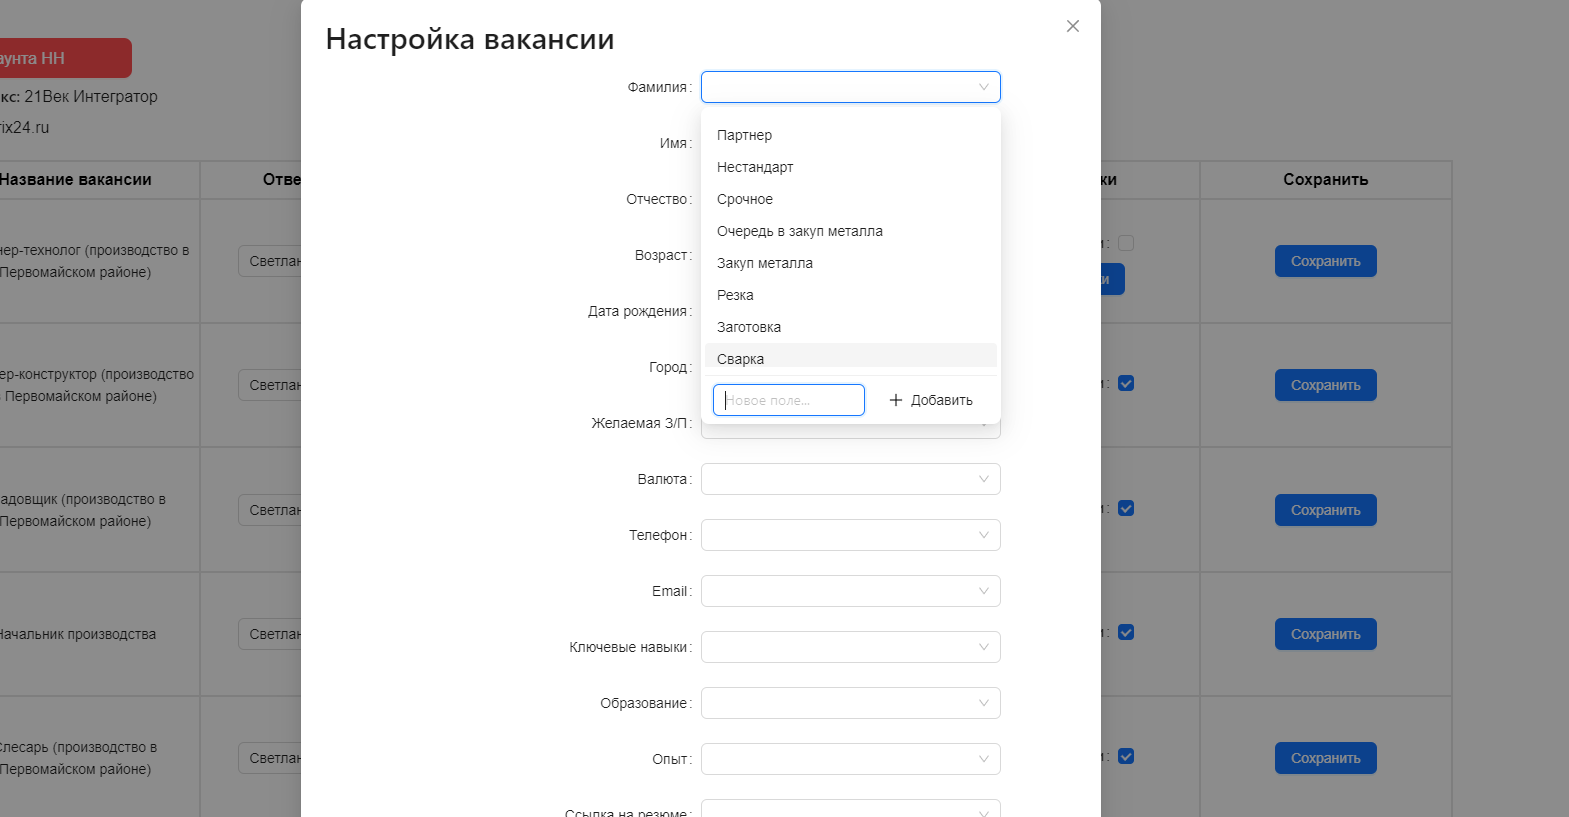 Настройка вакансии
аунта HH
кс: 21Век Интегратор
rix24.ru
Название вакансии
Отве
ки
Сохранить
нер-технолог (производство в
Первомайском районе)
Светлан
и:
и
Сохранить
ер-конструктор (производство
в Первомайском районе)
Светлан
и:
Сохранить
адовщик (производство в
Первомайском районе)
Светлан
и:
Сохранить
Начальник производства
Светлан
и:
Сохранить
Слесарь (производство в
Первомайском районе)
Светлан
и:
Сохранить
Фамилия:
Партнер
Нестандарт
Срочное
Очередь в закуп металла
Закуп металла
Резка
Заготовка
Сварка
Новое поле...
Добавить
Имя:
Отчество:
Возраст:
Дата рождения:
Город:
Желаемая З/П:
Валюта:
Телефон:
Email:
Ключевые навыки:
Образование:
Опыт:
Ссылка на резюме: